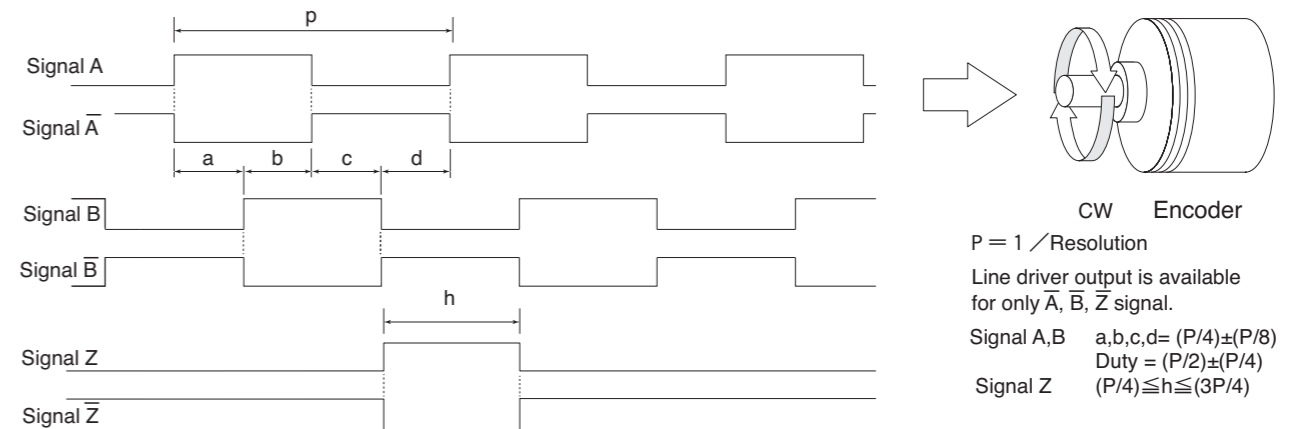 p
Signal A
Signal A̅
a b c d
Signal B
Signal B̅
h
Signal Z
Signal Z̅
CW Encoder
P = 1 ／Resolution
Line driver output is available
for only A̅, B̅, Z̅ signal.
Signal A,B a,b,c,d= (P/4)±(P/8)
Duty = (P/2)±(P/4)
Signal Z (P/4)≦h≦(3P/4)